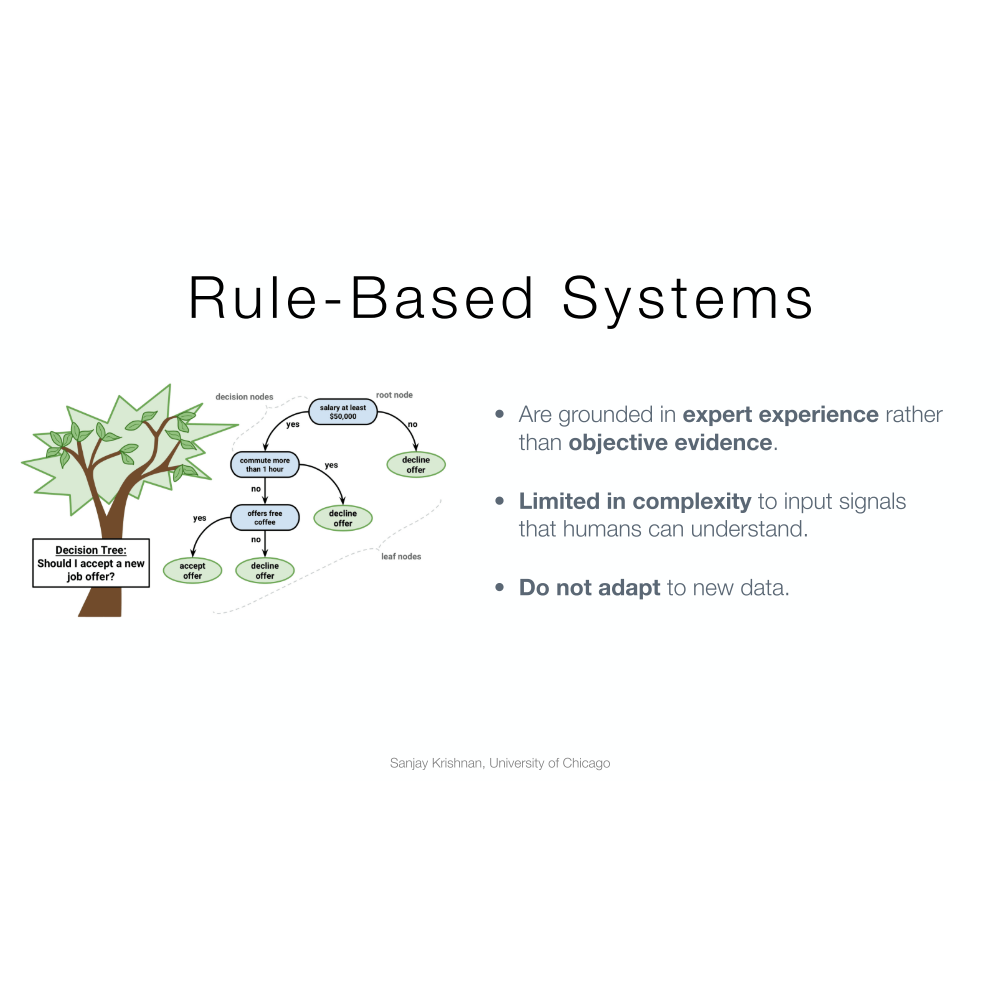 Rule-Based Systems
decision nodes
root node
salary at least
$50,000
yes
no
commute more
than 1 hour
decline
offer
yes
no
offers free
coffee
decline
offer
yes
no
accept
offer
decline
offer
leaf nodes
Decision Tree:
Should I accept a new
job offer?
• Are grounded in expert experience rather
than objective evidence.
• Limited in complexity to input signals
that humans can understand.
• Do not adapt to new data.
Sanjay Krishnan, University of Chicago